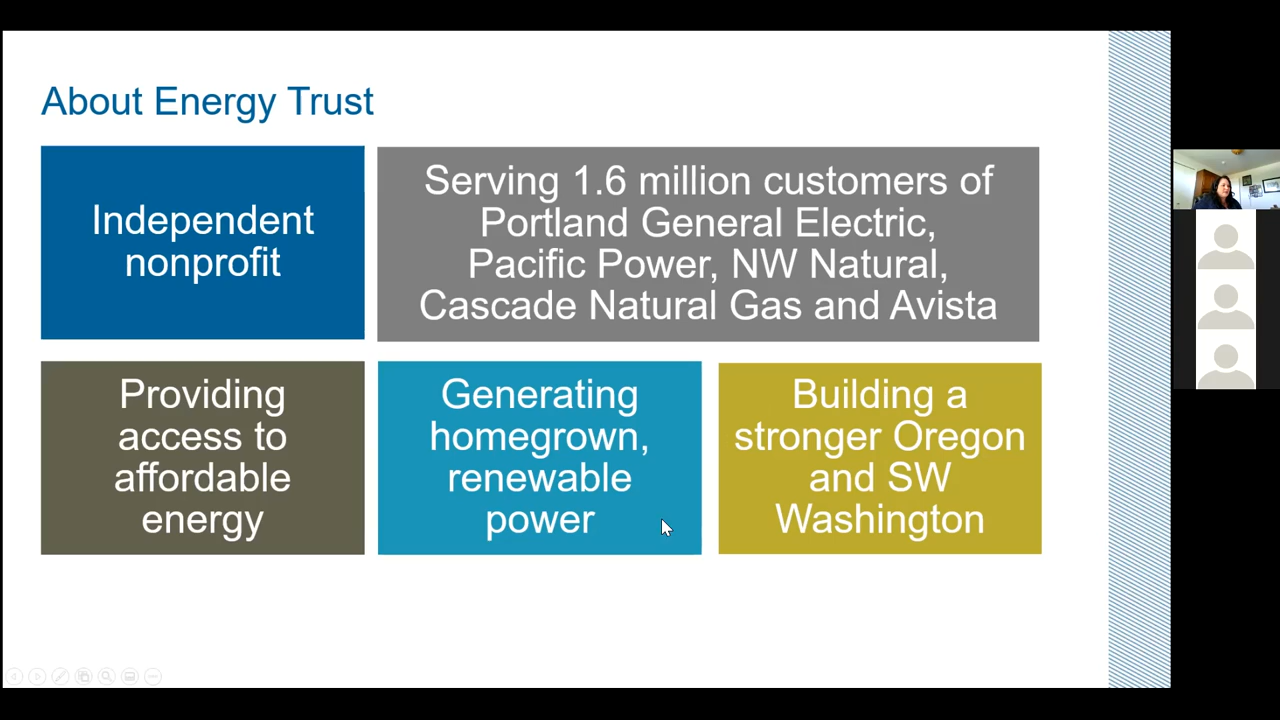 About Energy Trust
Independent
nonprofit
Serving 1.6 million customers of
Portland General Electric,
Pacific Power, NW Natural,
Cascade Natural Gas and Avista
Providing
access to
affordable
energy
Generating
homegrown,
renewable
power
Building a
stronger Oregon
and SW
Washington